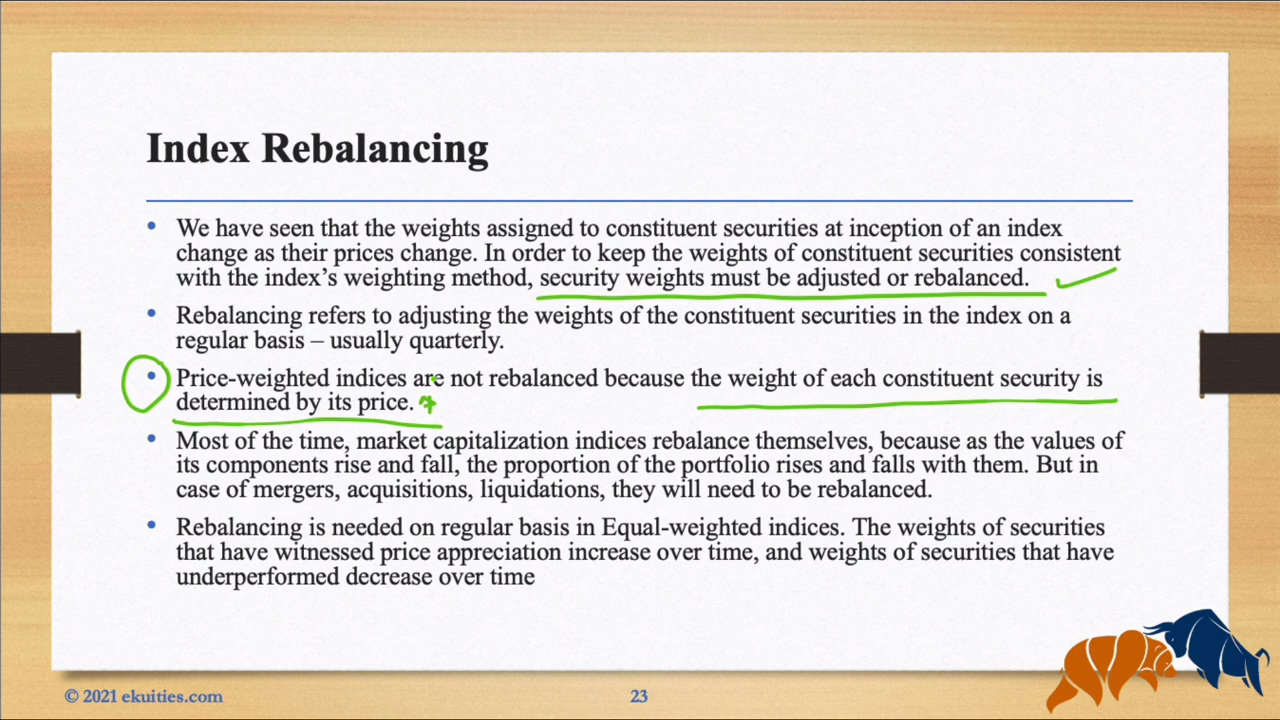 Index Rebalancing
• We have seen that the weights assigned to constituent securities at inception of an index
change as their prices change. In order to keep the weights of constituent securities consistent
with the index's weighting method, security weights must be adjusted or rebalanced.
• Rebalancing refers to adjusting the weights of the constituent securities in the index on a
regular basis – usually quarterly.
• Price-weighted indices are not rebalanced because the weight of each constituent security is
determined by its price.
• Most of the time, market capitalization indices rebalance themselves, because as the values of
its components rise and fall, the proportion of the portfolio rises and falls with them. But in
case of mergers, acquisitions, liquidations, they will need to be rebalanced.
• Rebalancing is needed on regular basis in Equal-weighted indices. The weights of securities
that have witnessed price appreciation increase over time, and weights of securities that have
underperformed decrease over time
© 2021 ekuities.com
23